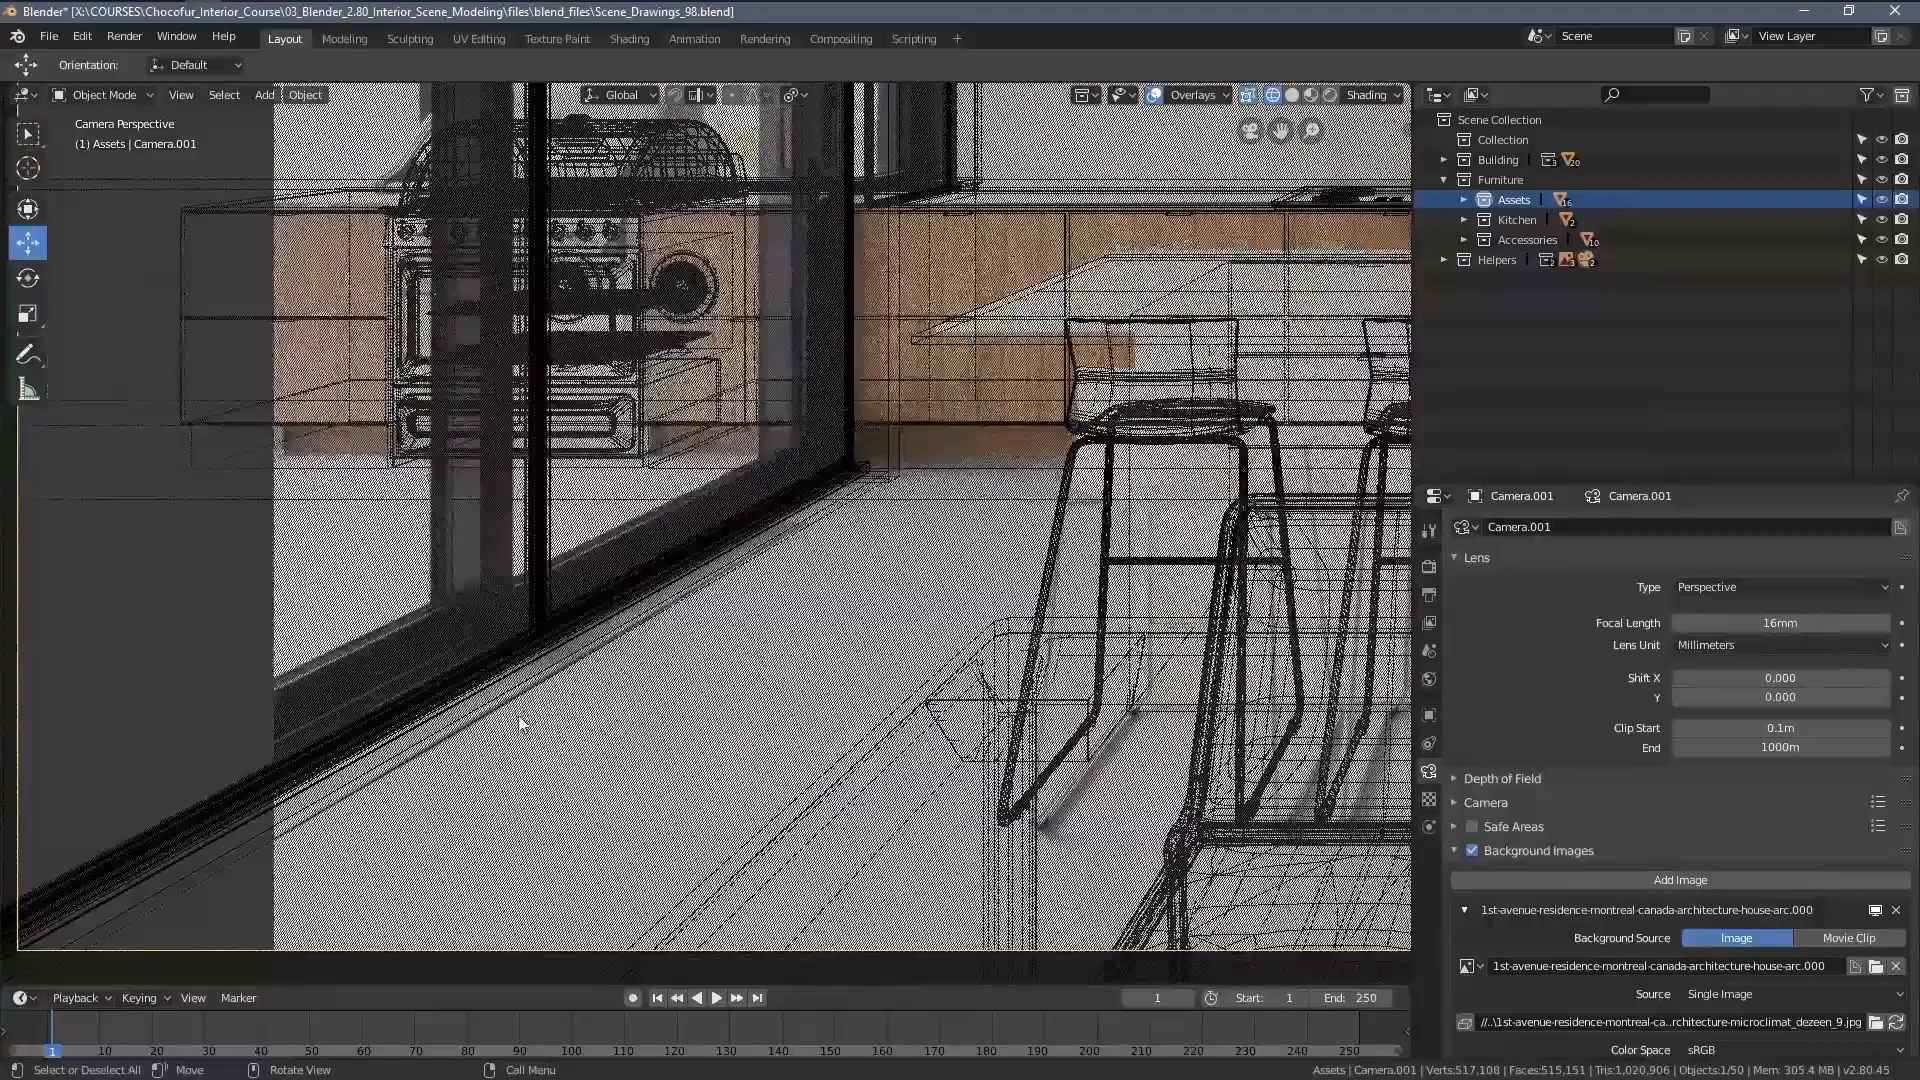 Blender* [X:\COURSES\Chocofur_Interior_Course\03_Blender_2.80_Interior_Scene_Modeling\files\blend_files\Scene_Drawings_98.blend]
File Edit Render Window Help Layout Modeling Sculpting UV Editing Texture Paint Shading Animation Rendering Compositing Scripting + Scene View Layer
Orientation: Default
Object Mode View Select Add Object Global Overlays Shading
Camera Perspective
(1) Assets | Camera.001
Scene Collection
Collection
Building 3 20
Furniture
Assets 16
Kitchen 2
Accessories 10
Helpers 2 3 2
Camera.001 Camera.001
Camera.001
Lens
Type Perspective
Focal Length 16mm
Lens Unit Millimeters
Shift X 0.000
Y 0.000
Clip Start 0.1m
End 1000m
Depth of Field
Camera
Safe Areas
Background Images
Add Image
1st-avenue-residence-montreal-canada-architecture-house-arc.000
Background Source Image Movie Clip
1st-avenue-residence-montreal-canada-architecture-house-arc.000
Source Single Image
//..\1st-avenue-residence-montreal-ca..rchitecture-microclimat_dezeen_9.jpg
Color Space sRGB
Playback Keying View Marker 1 Start: 1 End: 250
1 10 20 30 40 50 60 70 80 90 100 110 120 130 140 150 160 170 180 190 200 210 220 230 240 250
Select or Deselect All Move Rotate View Call Menu Assets | Camera.001 | Verts:517,108 | Faces:515,151 | Tris:1,020,906 | Objects:1/50 | Mem: 305.4 MB | v2.80.45